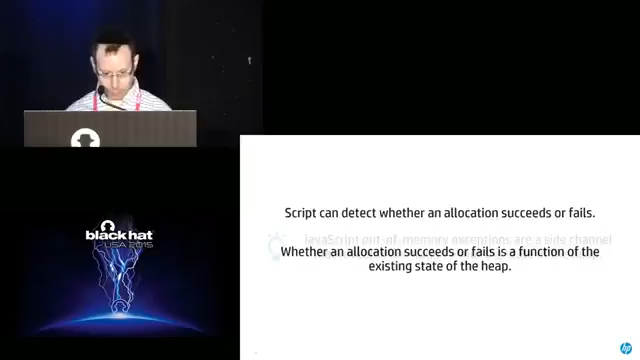 black hat
USA 2015
Script can detect whether an allocation succeeds or fails.
JavaScript out-of-memory exceptions are a side channel
Whether an allocation succeeds or fails is a function of the
existing state of the heap.
hp